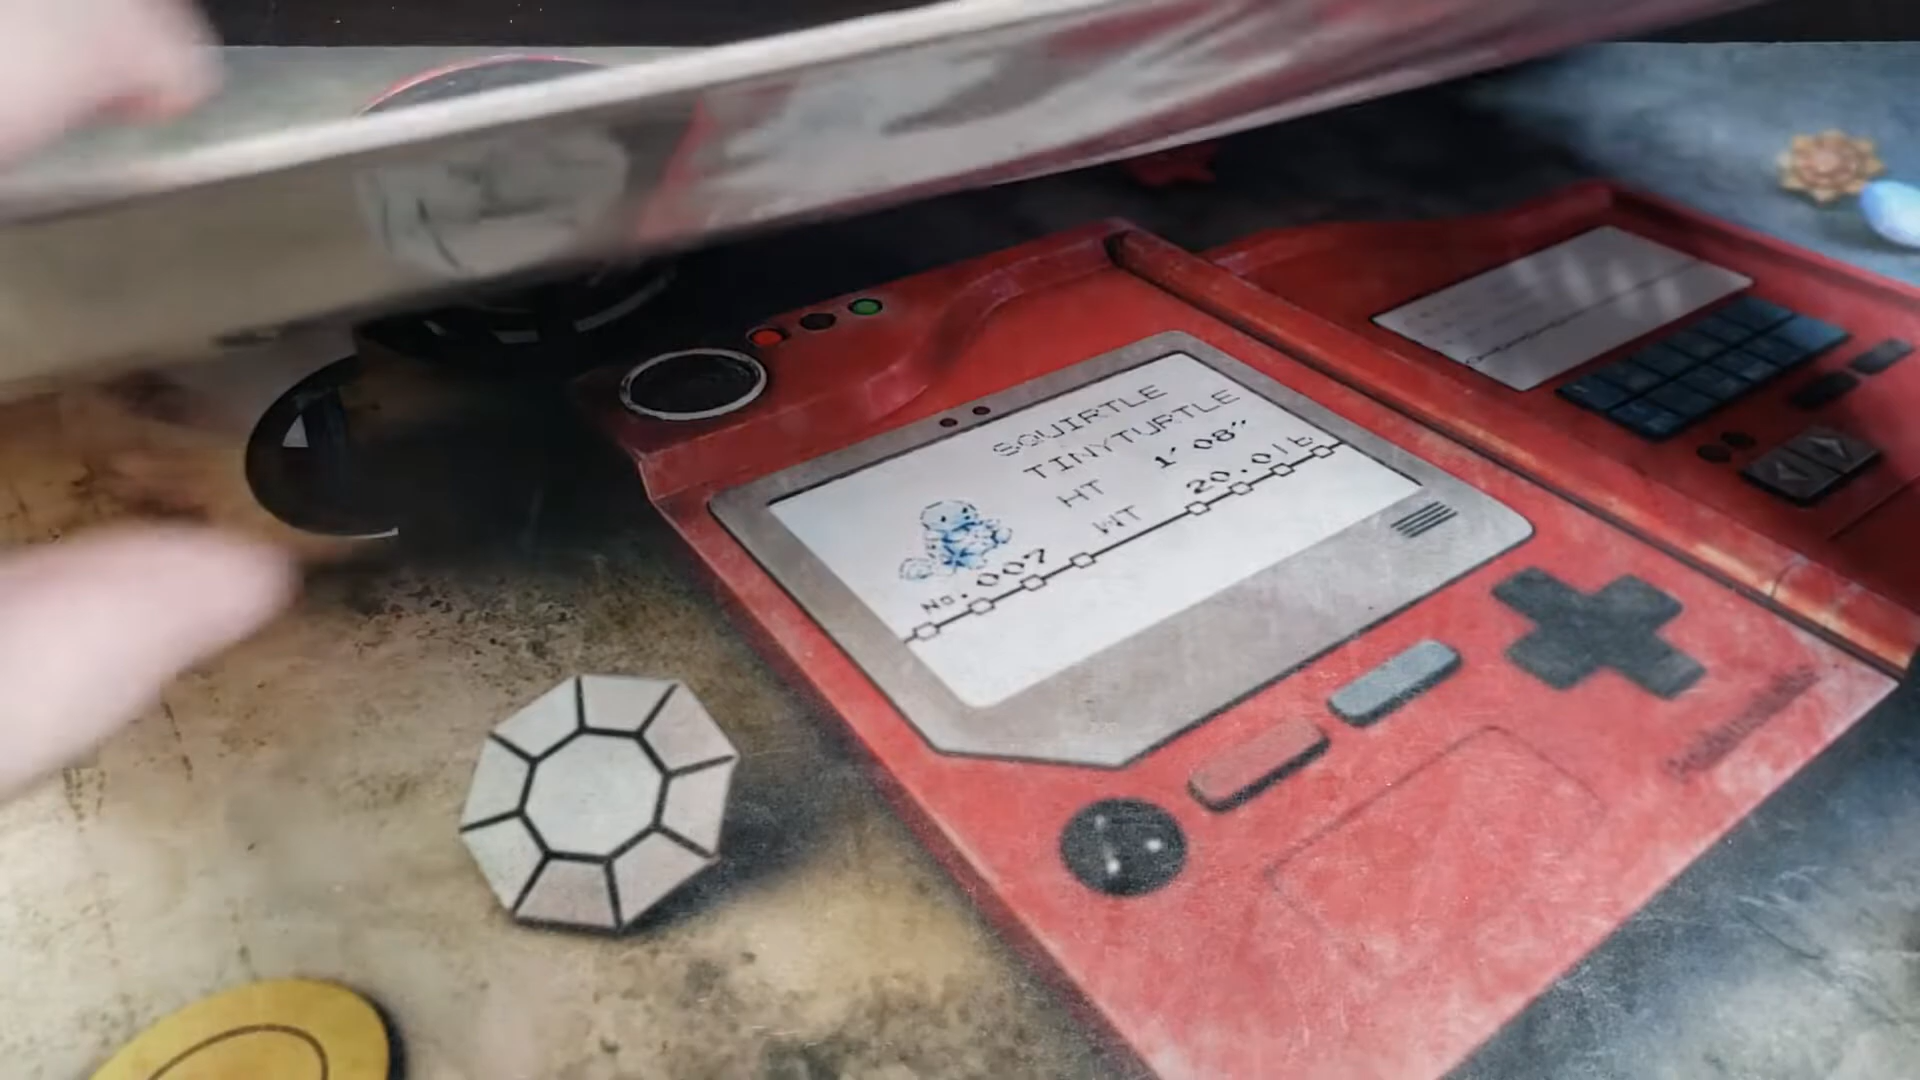 SQUIRTLE
TINYTURTLE
HT 1'08"
WT 20.0lb
No.007